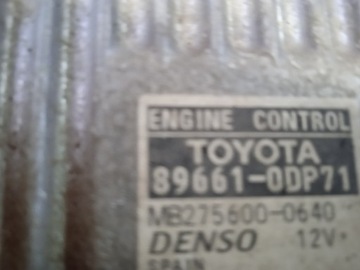 ENGINE CONTROL
TOYOTA
89661-0DP71
MB275600-0640
DENSO 12V
SPAIN